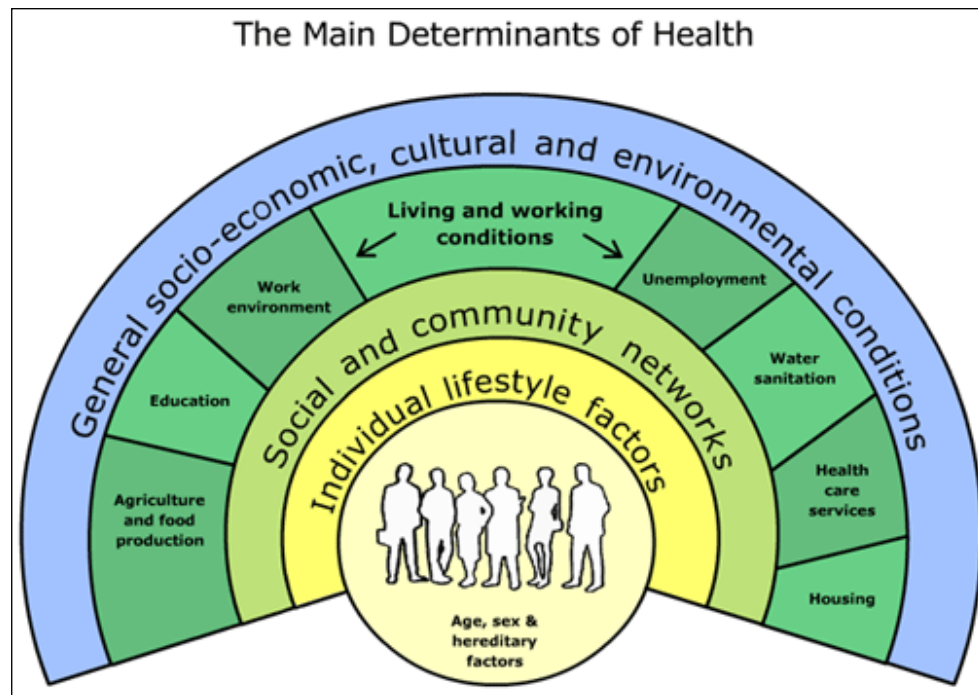 The Main Determinants of Health
General socio-economic, cultural and environmental conditions
Living and working
conditions
Agriculture
and food
production
Education
Work
environment
Unemployment
Water
sanitation
Health
care
services
Housing
Social and community networks
Individual lifestyle factors
Age, sex &
hereditary
factors